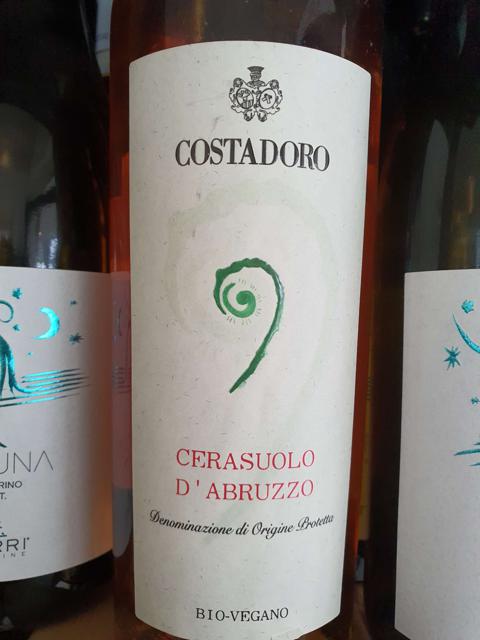 COSTADORO
CERASUOLO
D'ABRUZZO
Denominazione di Origine Protetta
BIO-VEGANO
UNA
RINO
T.
RRI
INE